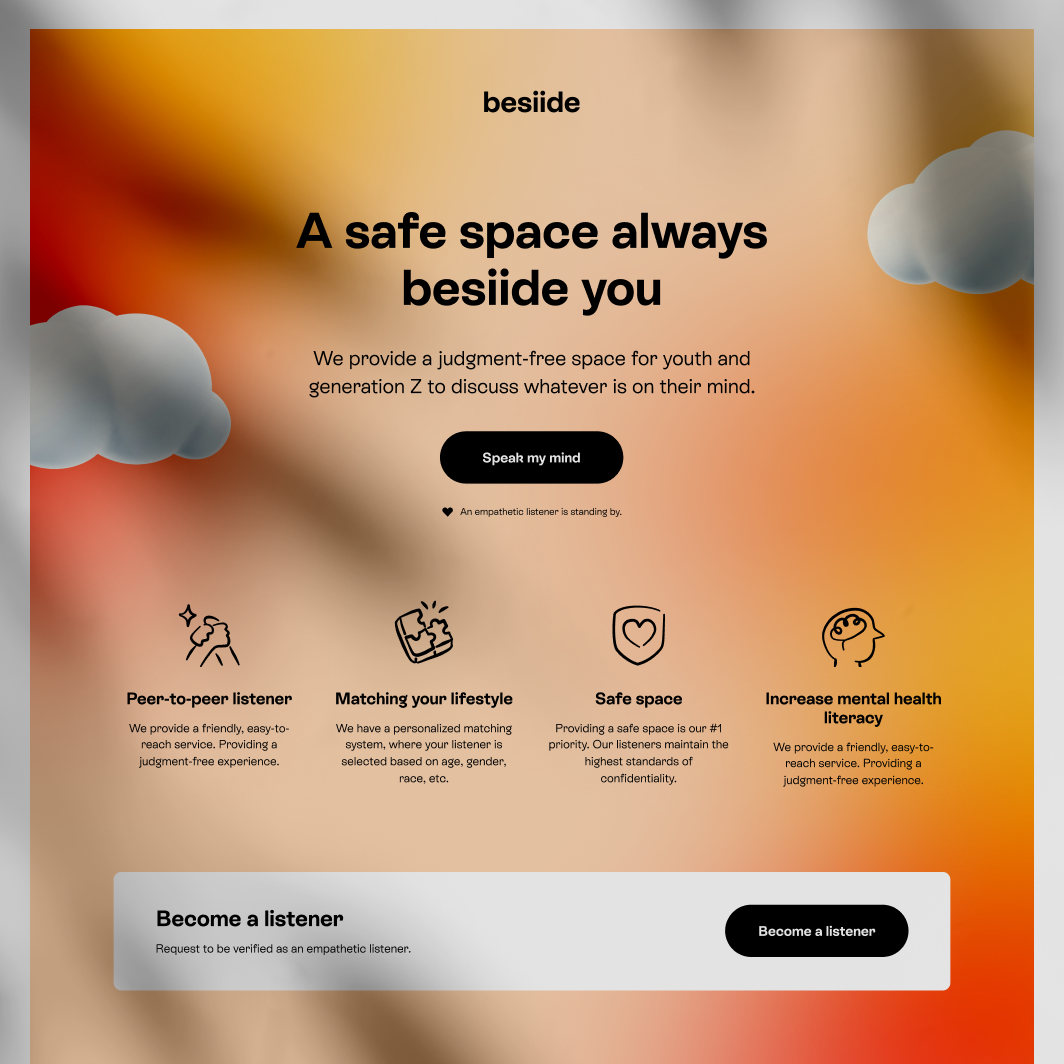 besiide
A safe space always
besiide you
We provide a judgment-free space for youth and
generation Z to discuss whatever is on their mind.
Speak my mind
An empathetic listener is standing by.
Peer-to-peer listener
We provide a friendly, easy-to-
reach service. Providing a
judgment-free experience.
Matching your lifestyle
We have a personalized matching
system, where your listener is
selected based on age, gender,
race, etc.
Safe space
Providing a safe space is our #1
priority. Our listeners maintain the
highest standards of
confidentiality.
Increase mental health
literacy
We provide a friendly, easy-to-
reach service. Providing a
judgment-free experience.
Become a listener
Request to be verified as an empathetic listener.
Become a listener